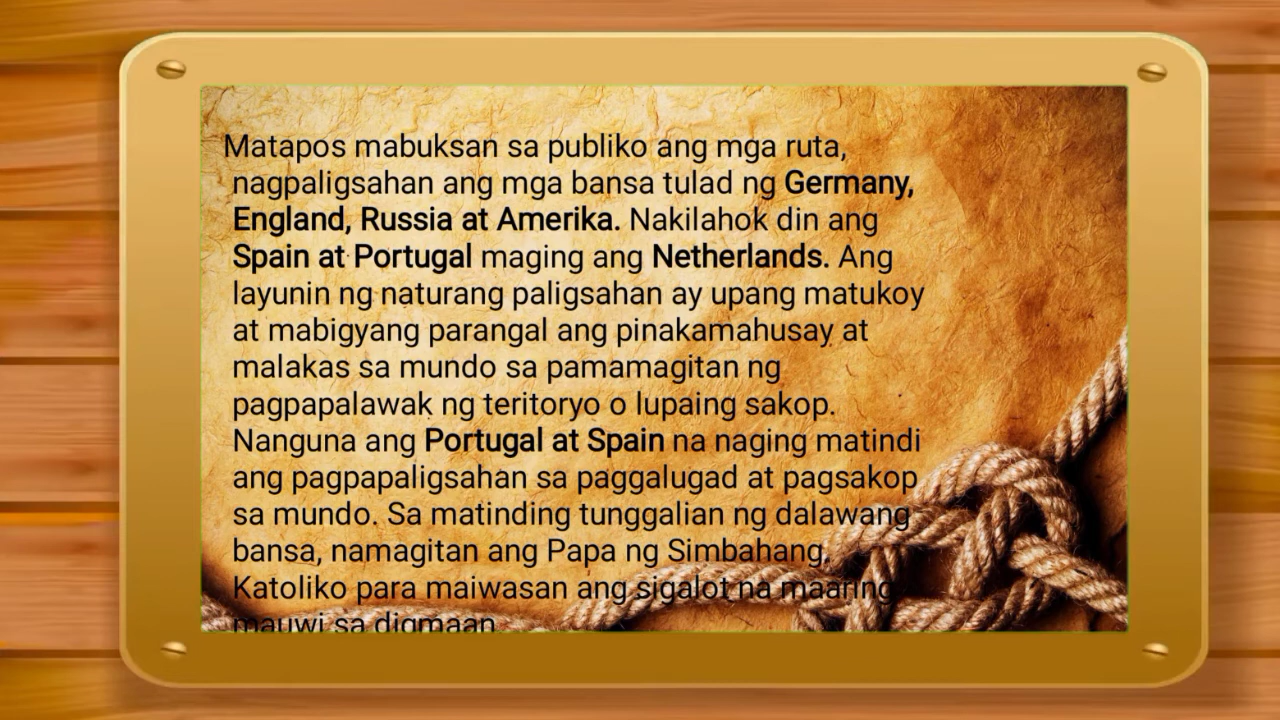 Matapos mabuksan sa publiko ang mga ruta,
nagpaligsahan ang mga bansa tulad ng Germany,
England, Russia at Amerika. Nakilahok din ang
Spain at Portugal maging ang Netherlands. Ang
layunin ng naturang paligsahan ay upang matukoy
at mabigyang parangal ang pinakamahusay at
malakas sa mundo sa pamamagitan ng
pagpapalawak ng teritoryo o lupaing sakop.
Nanguna ang Portugal at Spain na naging matindi
ang pagpapaligsahan sa paggalugad at pagsakop
sa mundo. Sa matinding tunggalian ng dalawang
bansa, namagitan ang Papa ng Simbahang
Katoliko para maiwasan ang sigalot na maaring
mauwi sa digmaan